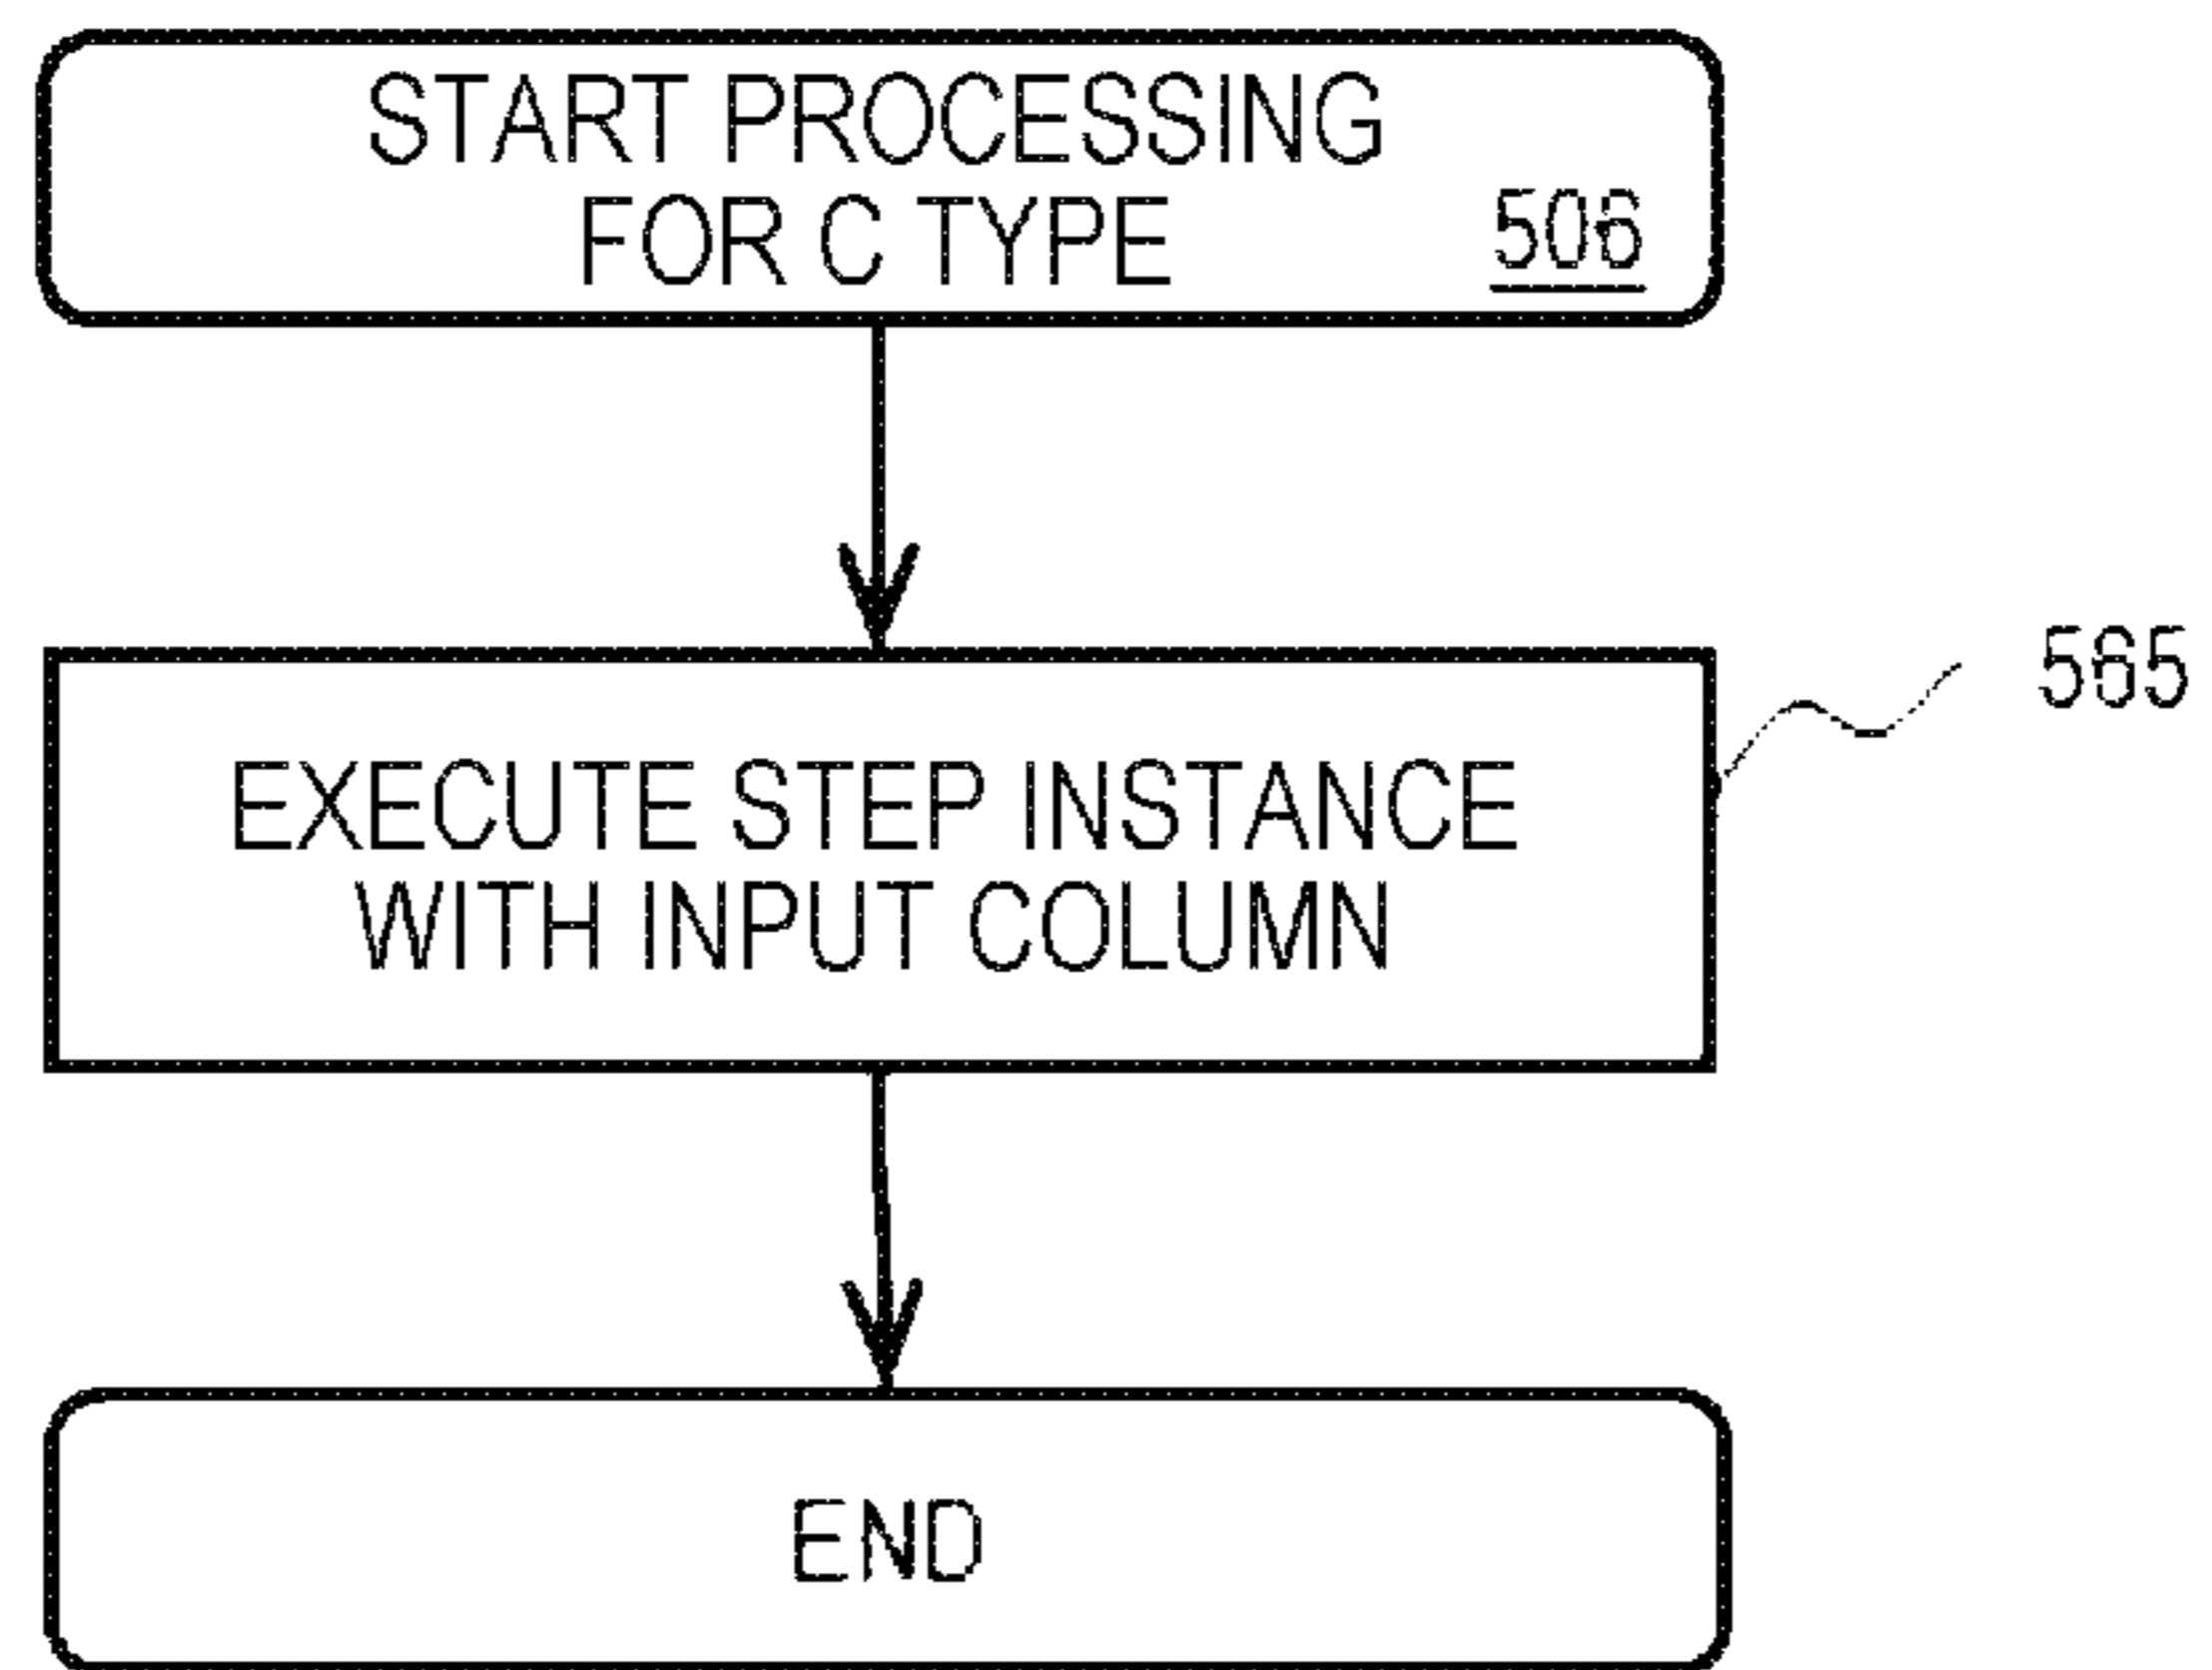 START PROCESSING
FOR C TYPE
506
565
EXECUTE STEP INSTANCE
WITH INPUT COLUMN
END